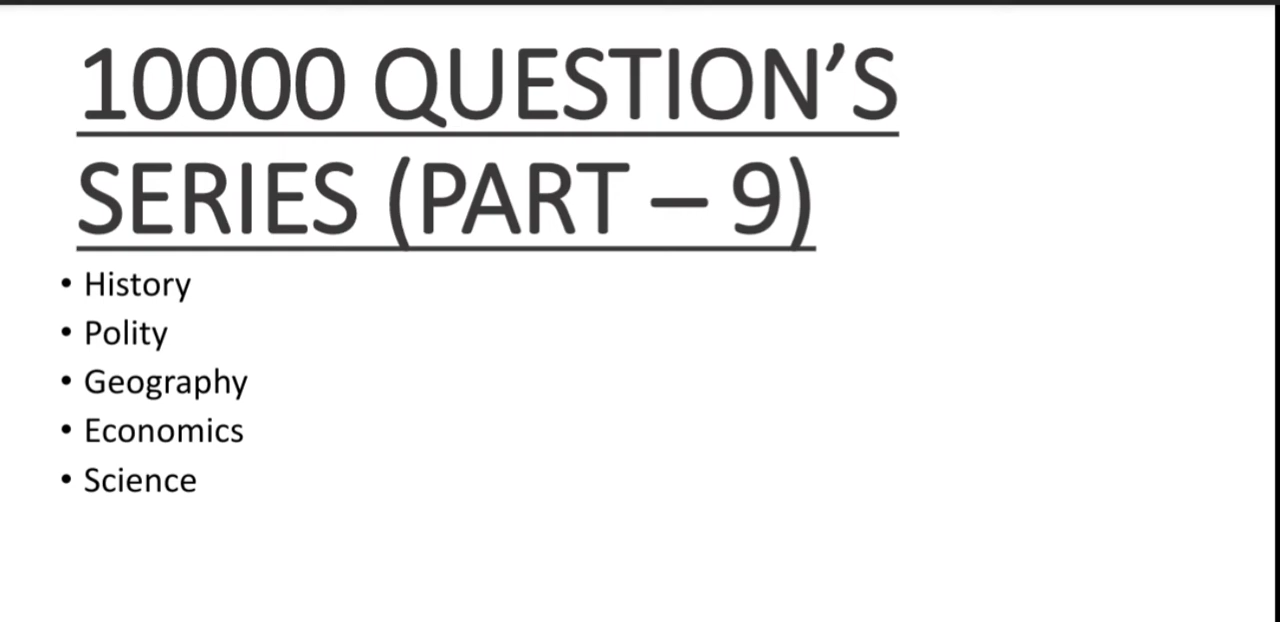 10000 QUESTION’S
SERIES (PART – 9)
• History
• Polity
• Geography
• Economics
• Science